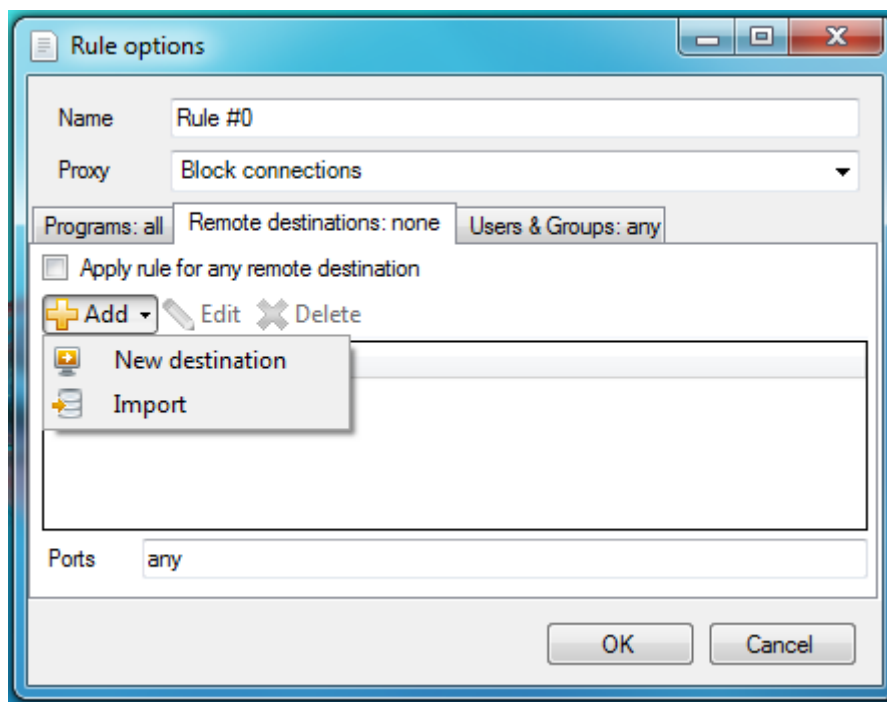 Rule options
Name Rule #0
Proxy Block connections
Programs: all Remote destinations: none Users & Groups: any
Apply rule for any remote destination
Add Edit Delete
New destination
Import
Ports any
OK Cancel